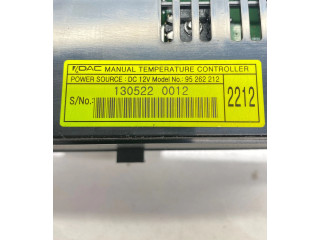 DAC MANUAL TEMPERATURE CONTROLLER
POWER SOURCE : DC 12V Model No.: 95 262 212
130522 0012
S/No.:
2212